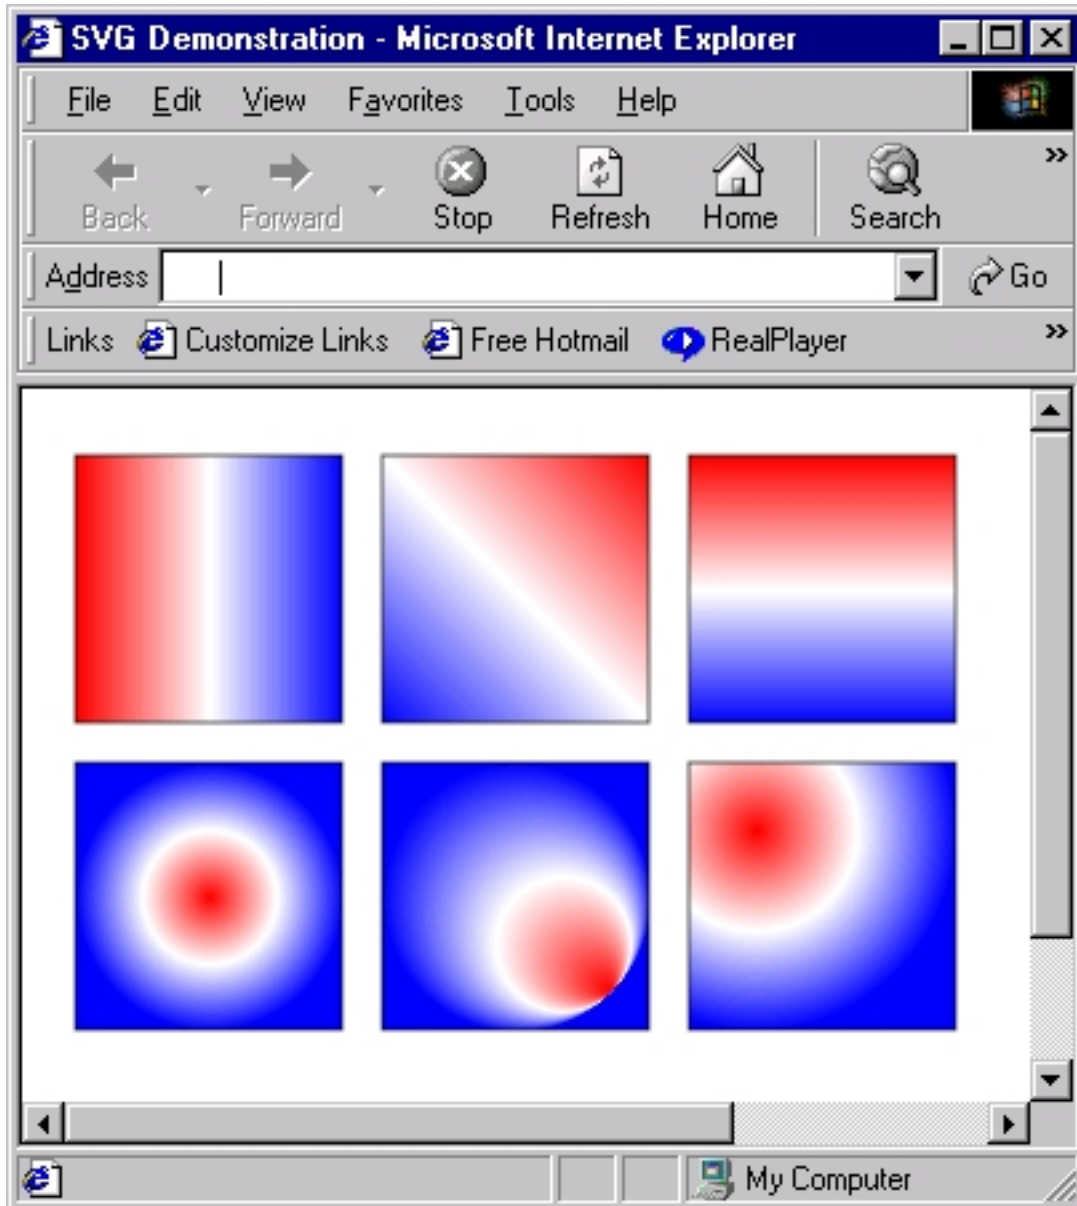 SVG Demonstration - Microsoft Internet Explorer
File Edit View Favorites Tools Help
Back Forward Stop Refresh Home Search »
Address Go
Links Customize Links Free Hotmail RealPlayer »
My Computer